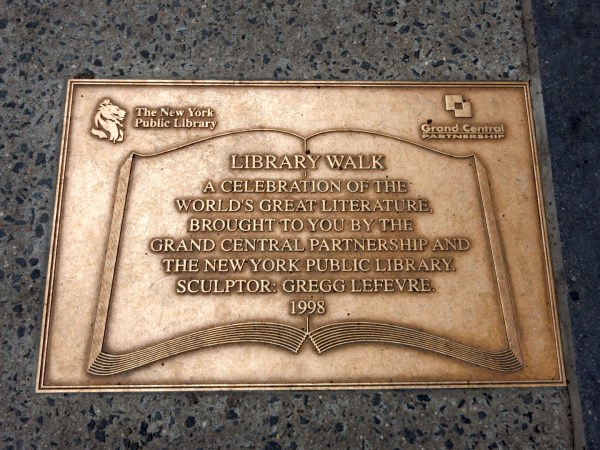 The New York
Public Library
Grand Central
PARTNERSHIP
LIBRARY WALK
A CELEBRATION OF THE
WORLD'S GREAT LITERATURE,
BROUGHT TO YOU BY THE
GRAND CENTRAL PARTNERSHIP AND
THE NEW YORK PUBLIC LIBRARY.
SCULPTOR: GREGG LEFEVRE.
1998